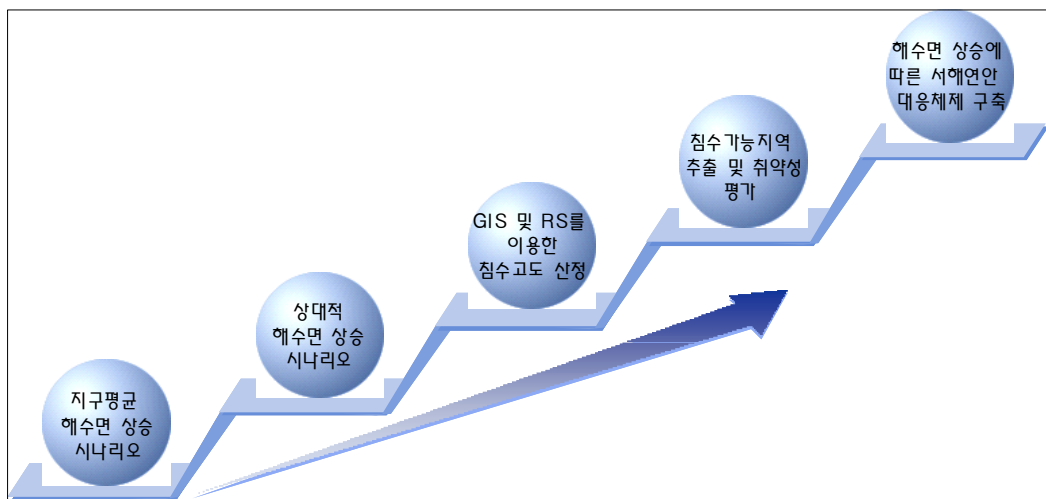 지구평균
해수면 상승
시나리오
상대적
해수면 상승
시나리오
GIS 및 RS를
이용한
침수고도 산정
침수가능지역
추출 및 취약성
평가
해수면 상승에
따른 서해연안
대응체제 구축